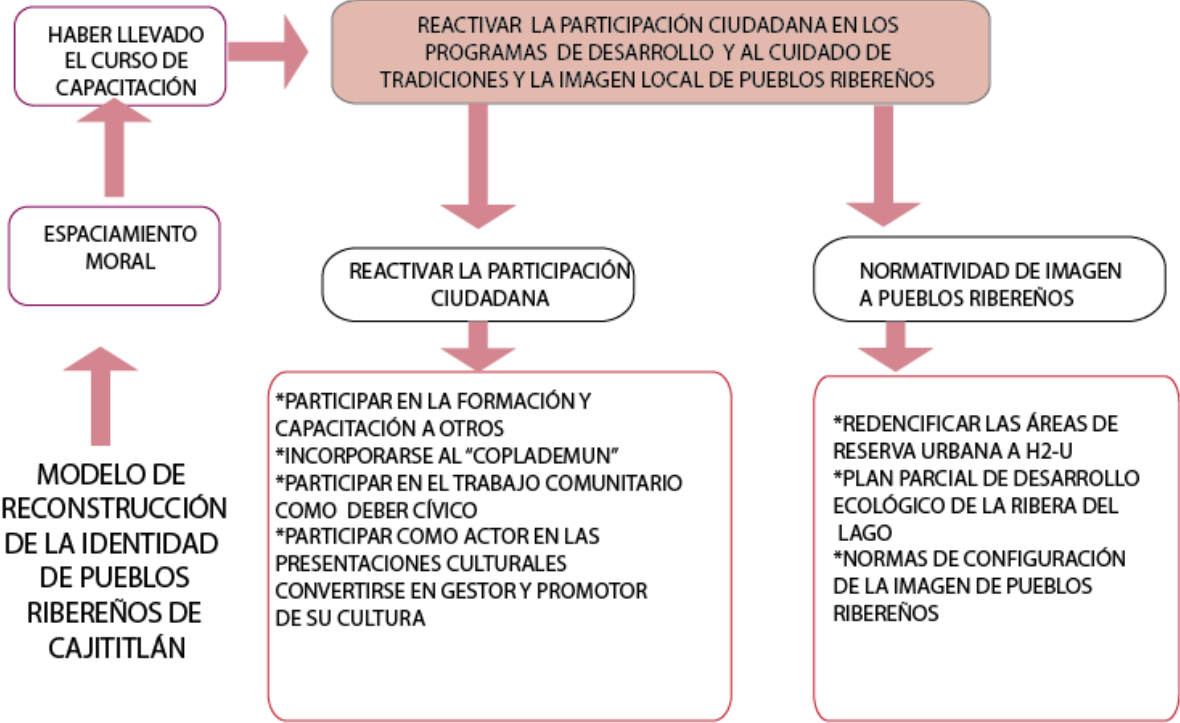 HABER LLEVADO
EL CURSO DE
CAPACITACIÓN
REACTIVAR LA PARTICIPACIÓN CIUDADANA EN LOS
PROGRAMAS DE DESARROLLO Y AL CUIDADO DE
TRADICIONES Y LA IMAGEN LOCAL DE PUEBLOS RIBEREÑOS
ESPACIAMIENTO
MORAL
MODELO DE
RECONSTRUCCIÓN
DE LA IDENTIDAD
DE PUEBLOS
RIBEREÑOS DE
CAJITITLÁN
REACTIVAR LA PARTICIPACIÓN
CIUDADANA
*PARTICIPAR EN LA FORMACIÓN Y
CAPACITACIÓN A OTROS
*INCORPORARSE AL “COPLADEMUN”
*PARTICIPAR EN EL TRABAJO COMUNITARIO
COMO DEBER CÍVICO
*PARTICIPAR COMO ACTOR EN LAS
PRESENTACIONES CULTURALES
CONVERTIRSE EN GESTOR Y PROMOTOR
DE SU CULTURA
NORMATIVIDAD DE IMAGEN
A PUEBLOS RIBEREÑOS
*REDENCIFICAR LAS ÁREAS DE
RESERVA URBANA A H2-U
*PLAN PARCIAL DE DESARROLLO
ECOLÓGICO DE LA RIBERA DEL
LAGO
*NORMAS DE CONFIGURACIÓN
DE LA IMAGEN DE PUEBLOS
RIBEREÑOS